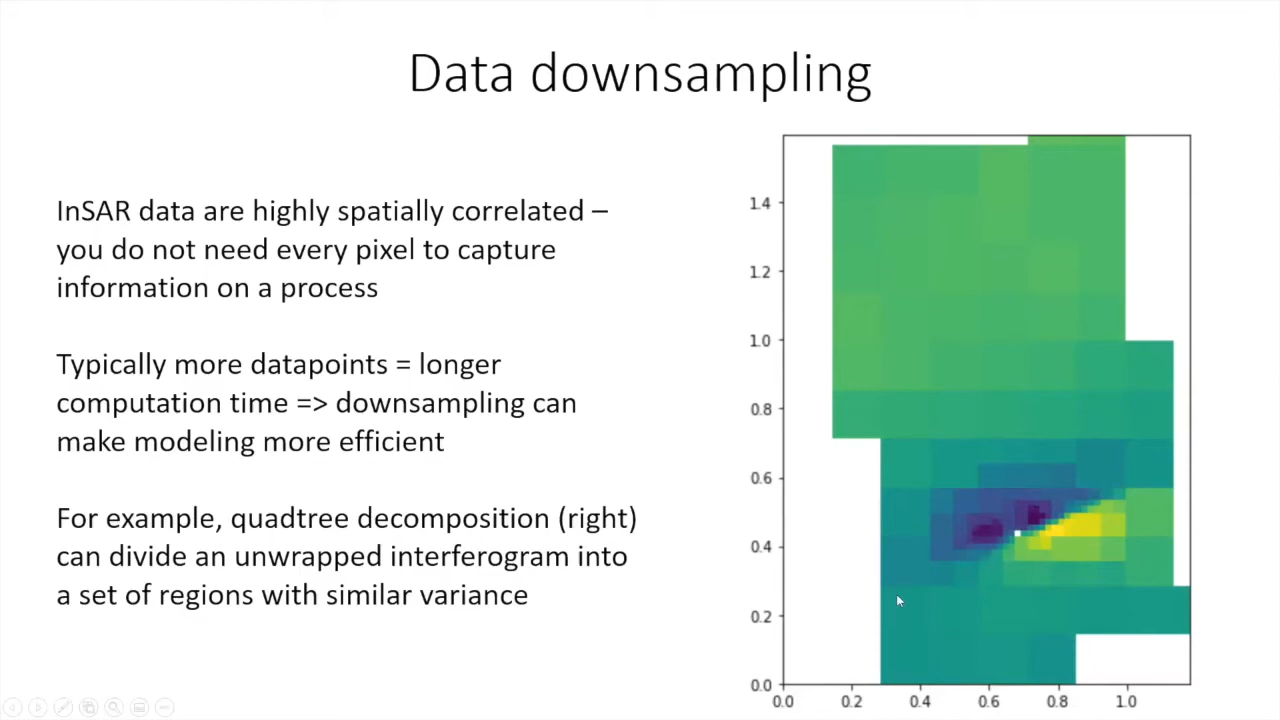 Data downsampling
InSAR data are highly spatially correlated –
you do not need every pixel to capture
information on a process
Typically more datapoints = longer
computation time => downsampling can
make modeling more efficient
For example, quadtree decomposition (right)
can divide an unwrapped interferogram into
a set of regions with similar variance
1.4
1.2
1.0
0.8
0.6
0.4
0.2
0.0
0.0 0.2 0.4 0.6 0.8 1.0